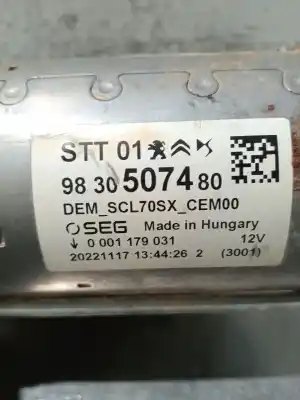 STT 01
98 30 5074 80
DEM_SCL70SX_CEM00
SEG Made in Hungary
0 001 179 031 12V
20221117 13:44:26 2 (3001)